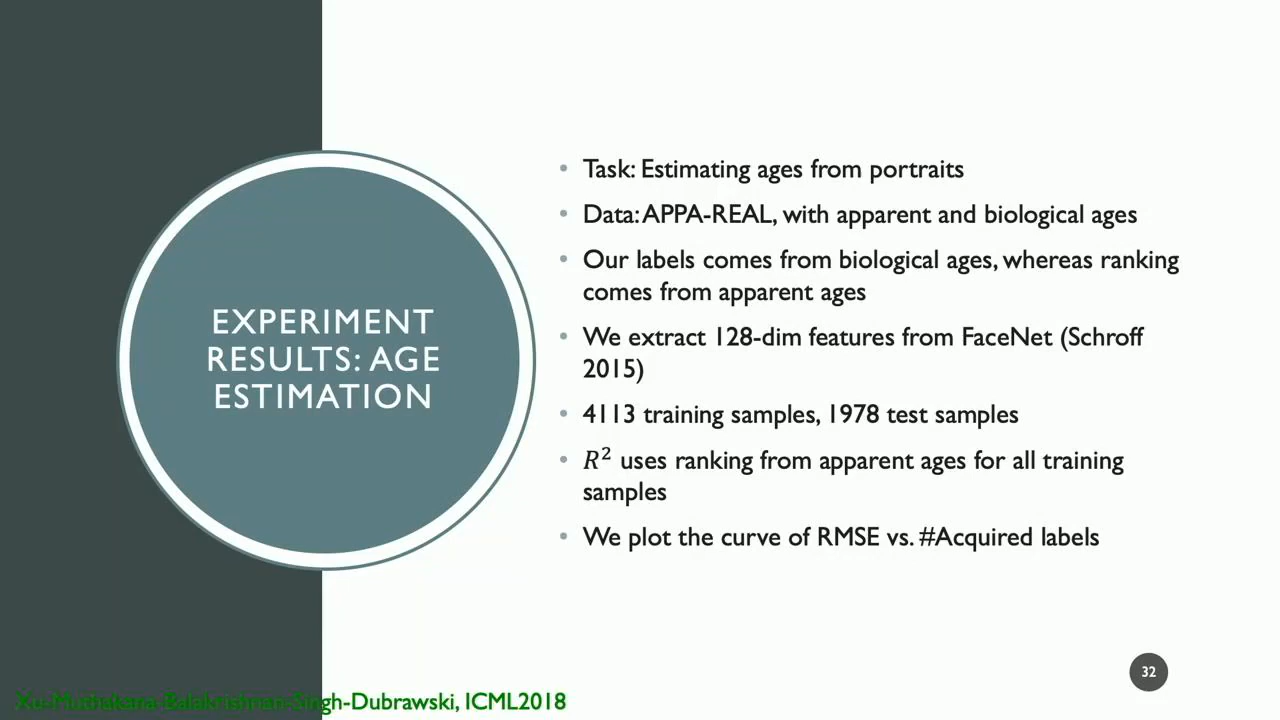 EXPERIMENT
RESULTS: AGE
ESTIMATION
• Task: Estimating ages from portraits
• Data: APPA-REAL, with apparent and biological ages
• Our labels comes from biological ages, whereas ranking
comes from apparent ages
• We extract 128-dim features from FaceNet (Schroff
2015)
• 4113 training samples, 1978 test samples
• R² uses ranking from apparent ages for all training
samples
• We plot the curve of RMSE vs. #Acquired labels
32
Xu-Muthakana-Balakrishnan-Singh-Dubrawski, ICML2018